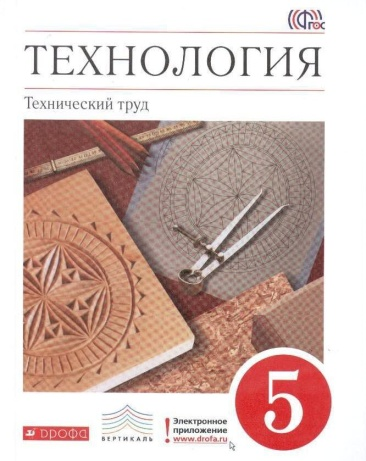 ФГОС
ТЕХНОЛОГИЯ
Технический труд
5
дрофа
ВЕРТИКАЛЬ
! Электронное
приложение
www.drofa.ru